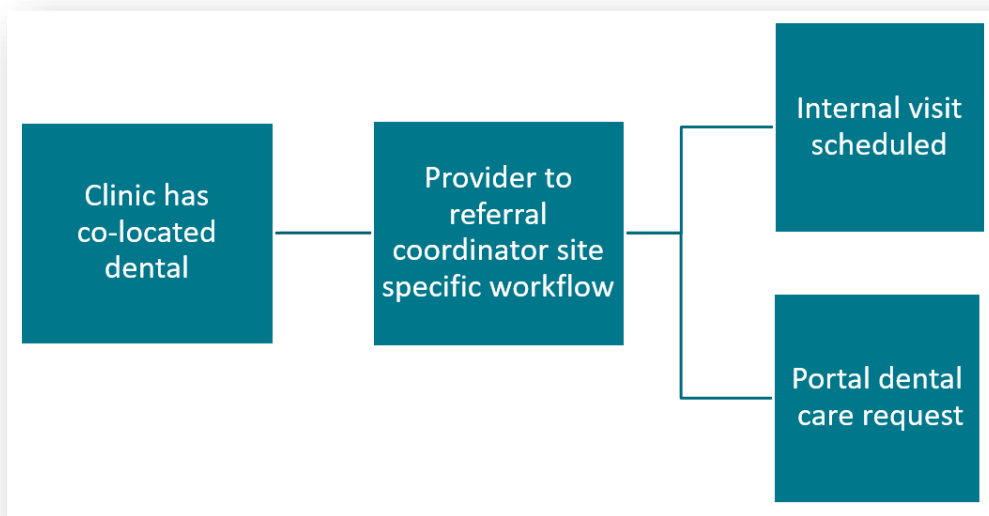 Clinic has
co-located
dental
Provider to
referral
coordinator site
specific workflow
Internal visit
scheduled
Portal dental
care request